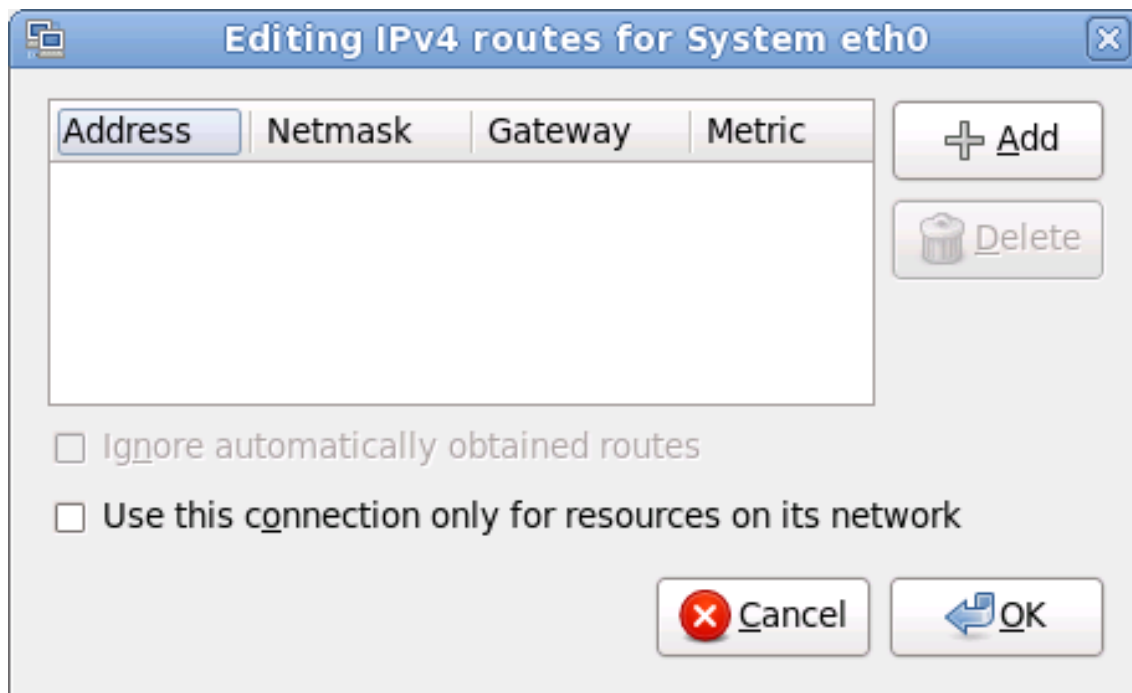 Editing IPv4 routes for System eth0
Address Netmask Gateway Metric
Add
Delete
Ignore automatically obtained routes
Use this connection only for resources on its network
Cancel OK